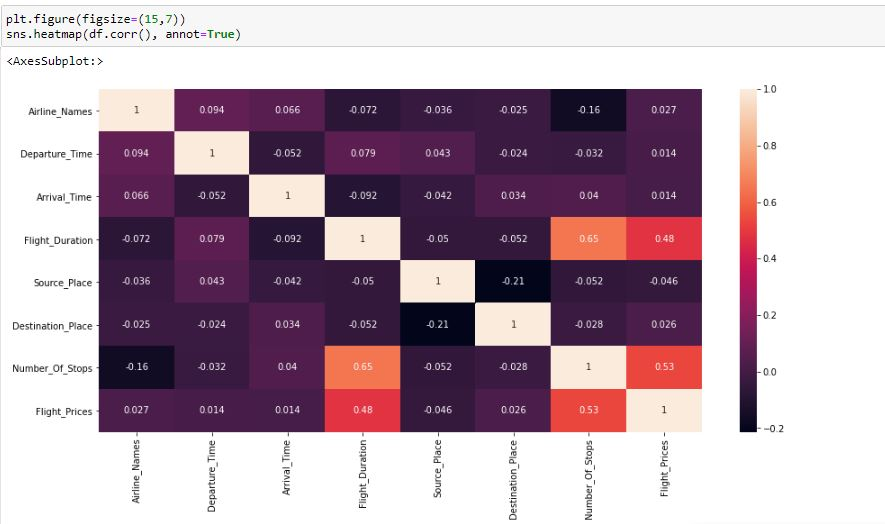 plt.figure(figsize=(15,7))
sns.heatmap(df.corr(), annot=True)
<AxesSubplot:>
Airline_Names 1 0.094 0.066 -0.072 -0.036 -0.025 -0.16 0.027
Departure_Time 0.094 1 -0.052 0.079 0.043 -0.024 -0.032 0.014
Arrival_Time 0.066 -0.052 1 -0.092 -0.042 0.034 0.04 0.014
Flight_Duration -0.072 0.079 -0.092 1 -0.05 -0.052 0.65 0.48
Source_Place -0.036 0.043 -0.042 -0.05 1 -0.21 -0.052 -0.046
Destination_Place -0.025 -0.024 0.034 -0.052 -0.21 1 -0.028 0.026
Number_Of_Stops -0.16 -0.032 0.04 0.65 -0.052 -0.028 1 0.53
Flight_Prices 0.027 0.014 0.014 0.48 -0.046 0.026 0.53 1
Airline_Names
Departure_Time
Arrival_Time
Flight_Duration
Source_Place
Destination_Place
Number_Of_Stops
Flight_Prices
1.0
0.8
0.6
0.4
0.2
0.0
-0.2